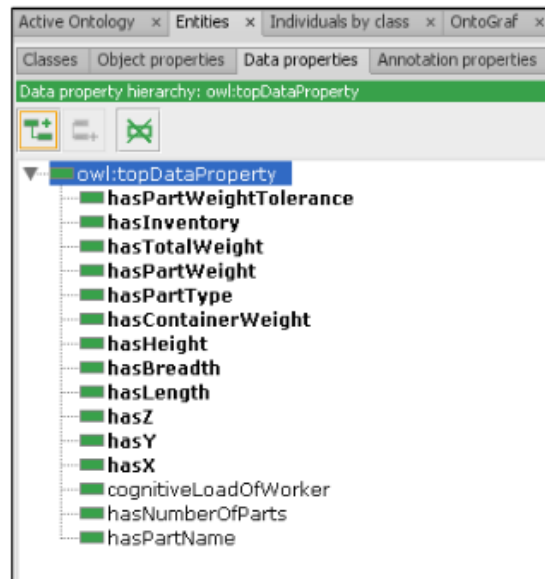 Active Ontology × Entities × Individuals by class × OntoGraf ×
Classes Object properties Data properties Annotation properties
Data property hierarchy: owl:topDataProperty
owl:topDataProperty
hasPartWeightTolerance
hasInventory
hasTotalWeight
hasPartWeight
hasPartType
hasContainerWeight
hasHeight
hasBreadth
hasLength
hasZ
hasY
hasX
cognitiveLoadOfWorker
hasNumberOfParts
hasPartName